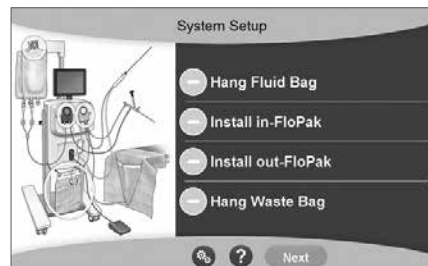 System Setup
Hang Fluid Bag
Install in-FloPak
Install out-FloPak
Hang Waste Bag
?
Next